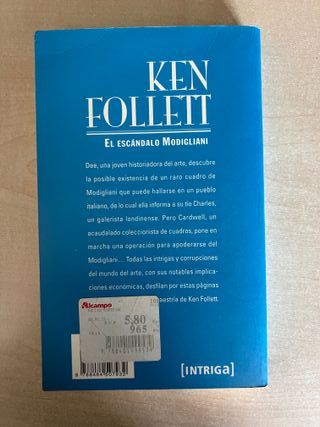 KEN
FOLLETT
EL ESCÁNDALO MODIGLIANI
Dee, una joven historiadora del arte, descubre
la posible existencia de un raro cuadro de
Modigliani que puede hallarse en un pueblo
italiano, de lo cual ella informa a su tío Charles,
un galerista londinense. Pero Cardwell, un
acaudalado coleccionista de cuadros, pone en
marcha una operación para apoderarse del
Modigliani... Todas las intrigas y corrupciones
del mundo del arte, con sus notables implica-
ciones económicas, desfilan por estas páginas
aestría de Ken Follett.
Alcampo
5,80
965
[INTRIGa]